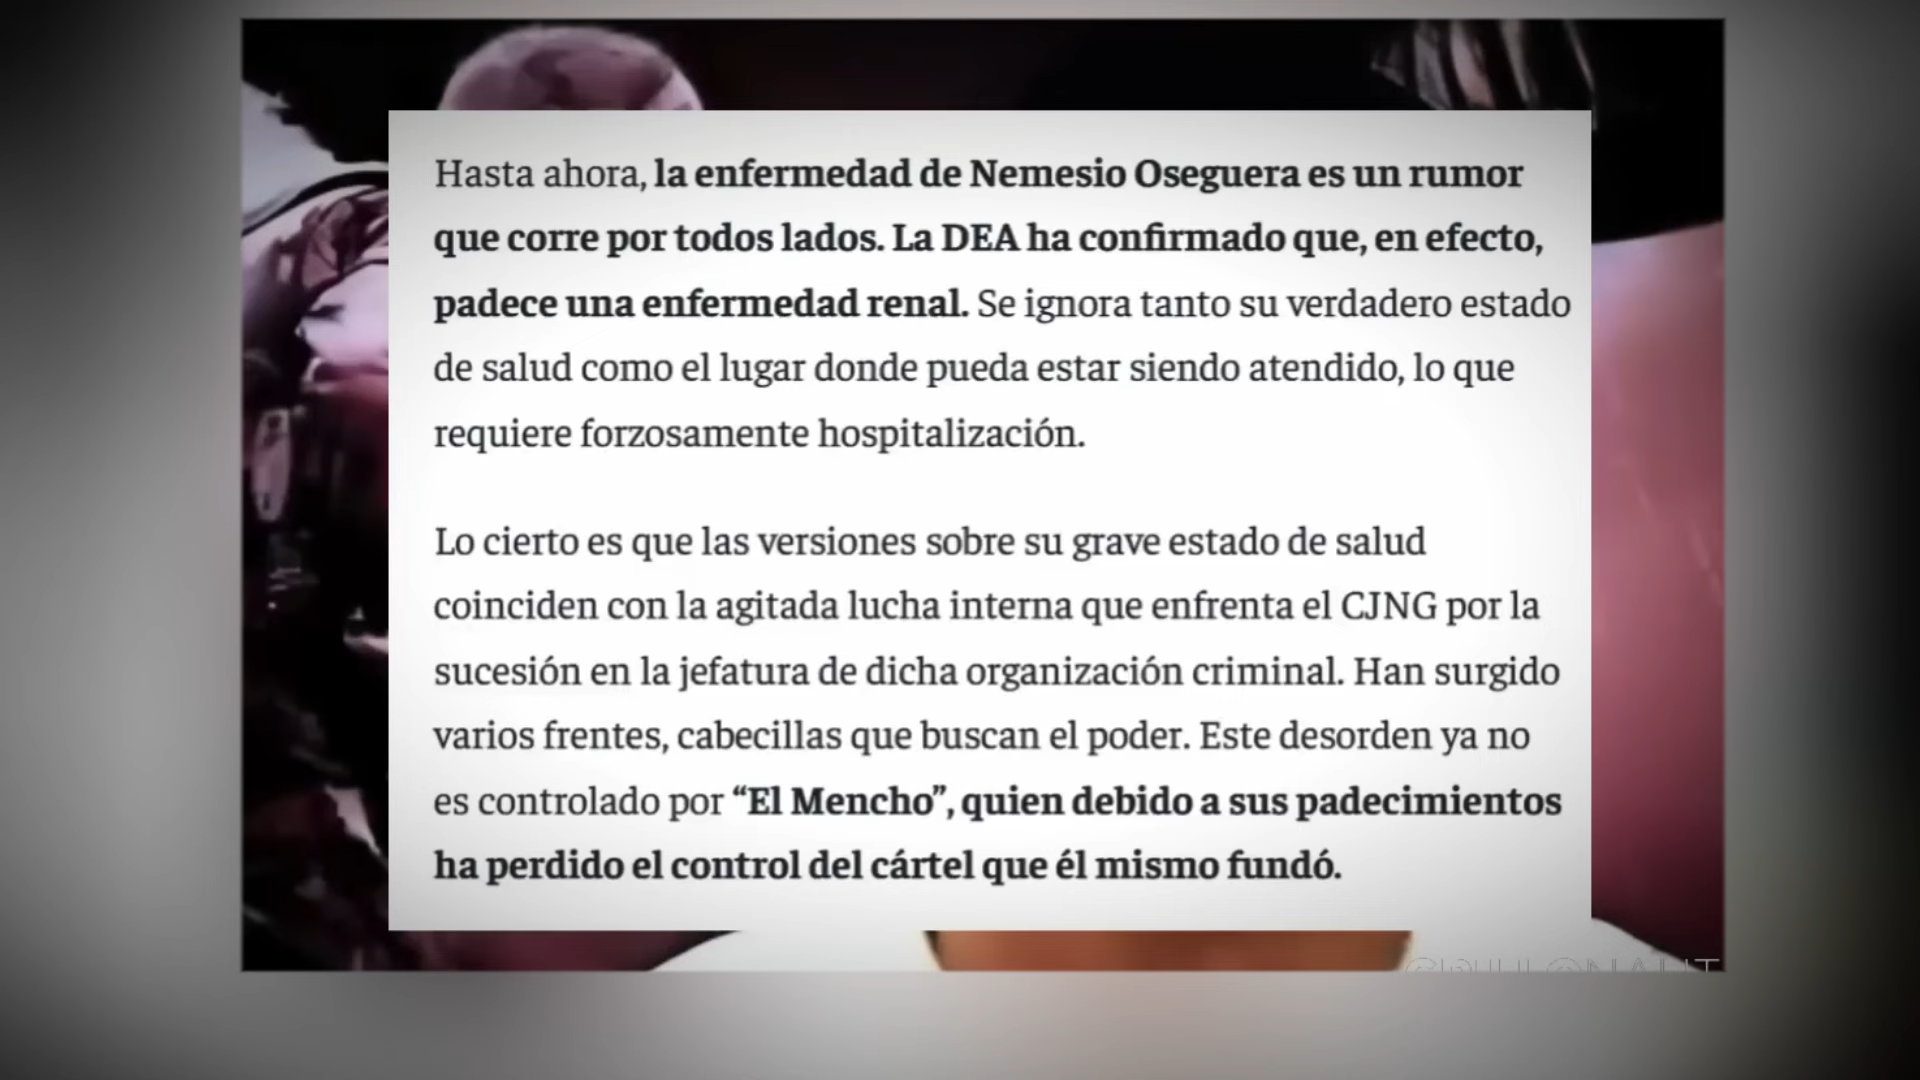 Hasta ahora, la enfermedad de Nemesio Oseguera es un rumor
que corre por todos lados. La DEA ha confirmado que, en efecto,
padece una enfermedad renal. Se ignora tanto su verdadero estado
de salud como el lugar donde pueda estar siendo atendido, lo que
requiere forzosamente hospitalización.
Lo cierto es que las versiones sobre su grave estado de salud
coinciden con la agitada lucha interna que enfrenta el CJNG por la
sucesión en la jefatura de dicha organización criminal. Han surgido
varios frentes, cabecillas que buscan el poder. Este desorden ya no
es controlado por “El Mencho”, quien debido a sus padecimientos
ha perdido el control del cártel que él mismo fundó.